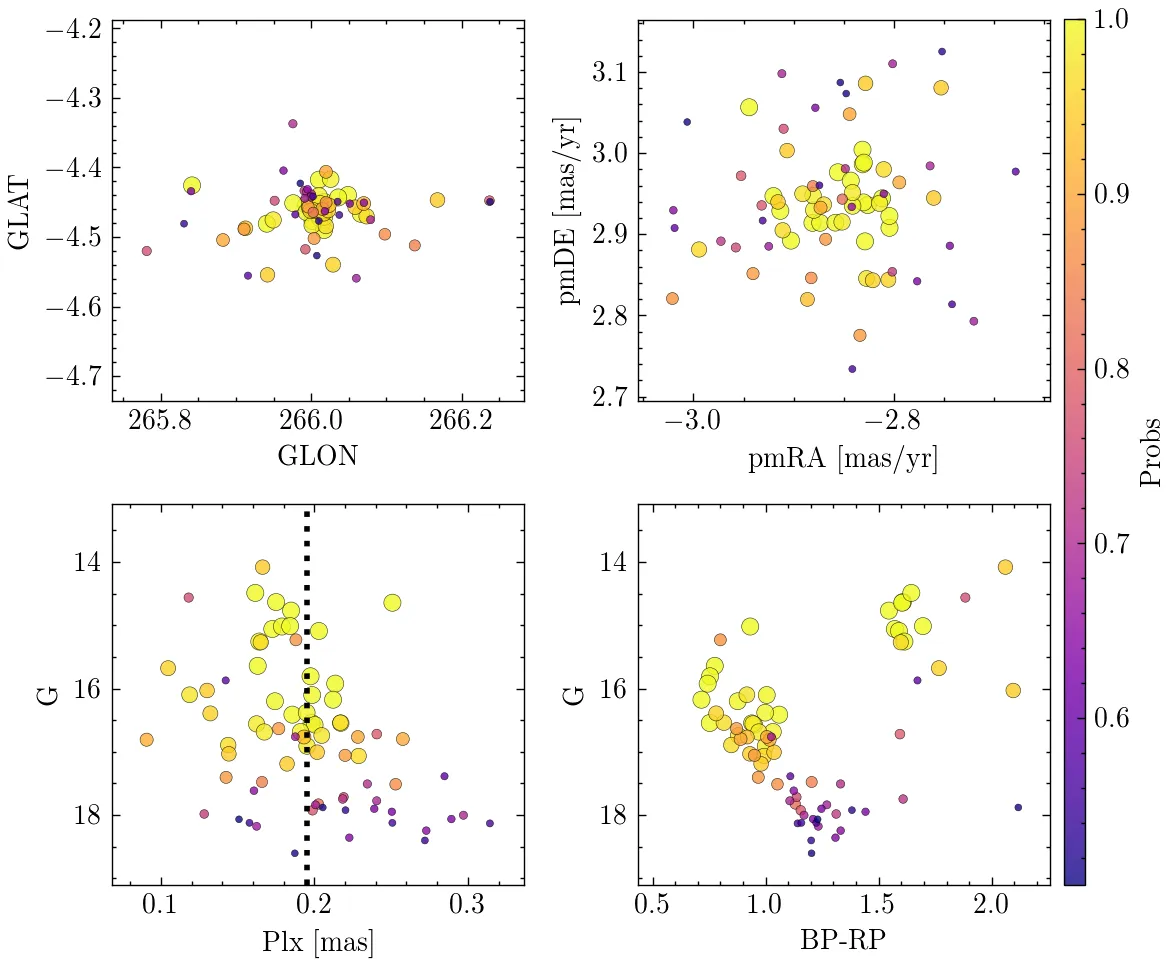 −4.2
−4.3
−4.4
−4.5
−4.6
−4.7
GLAT
265.8 266.0 266.2
GLON
3.1
3.0
2.9
2.8
2.7
pmDE [mas/yr]
−3.0 −2.8
pmRA [mas/yr]
1.0
0.9
0.8
0.7
0.6
Probs
14
16
18
G
0.1 0.2 0.3
Plx [mas]
14
16
18
G
0.5 1.0 1.5 2.0
BP-RP